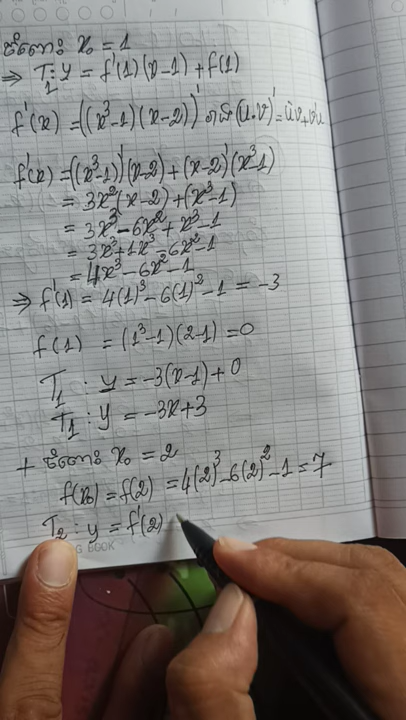 ចំពោះ x₀ = 1
⇒ T₁: y = f'(1)(x-1) + f(1)
f'(x) = ((x³-1)(x-2))' តាម (u.v)' = u'v+v'u
f'(x) = ((x³-1)'(x-2) + (x-2)'(x³-1)
= 3x²(x-2) + (x³-1)
= 3x³ - 6x² + x³ - 1
= 3x³ + 1x³ - 6x² - 1
= 4x³ - 6x² - 1
⇒ f'(1) = 4(1)³ - 6(1)² - 1 = -3
f(1) = (1³-1)(2-1) = 0
T₁ : y = -3(x-1) + 0
T₁ : y = -3x + 3
+ ចំពោះ x₀ = 2
f(x₀) = f(2) = 4(2)³ - 6(2)² - 1 = 7
T₂ : y = f'(2)
BOOK